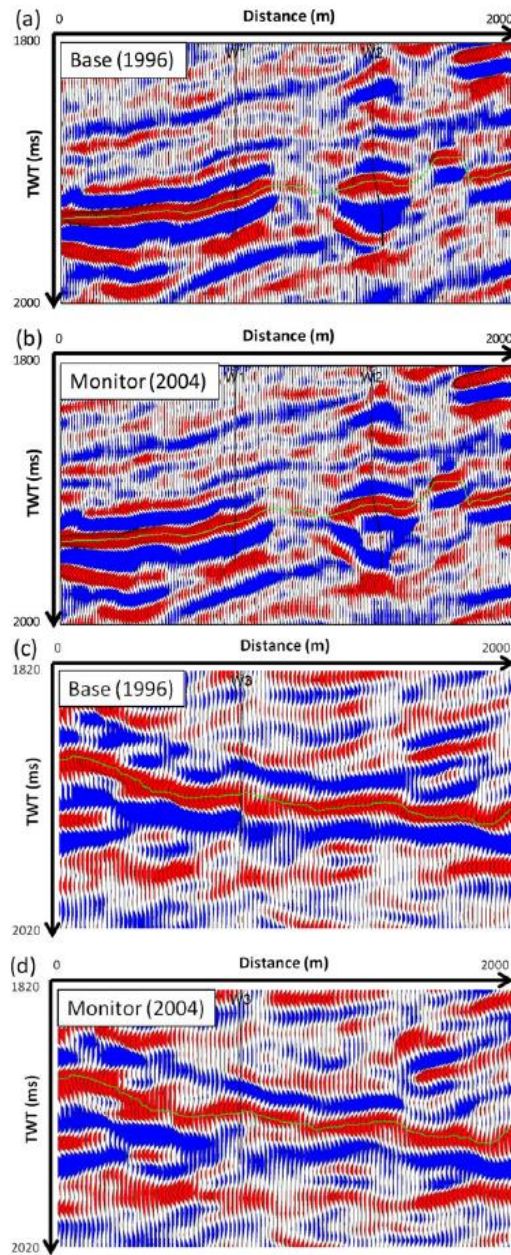 (a)
Distance (m)
0
2000
1800
Base (1996)
W1
W2
TWT (ms)
2000
(b)
Distance (m)
0
2000
1800
Monitor (2004)
W1
W2
TWT (ms)
2000
(c)
0
Distance (m)
2000
1820
Base (1996)
W3
TWT (ms)
2020
(d)
0
Distance (m)
2000
1820
Monitor (2004)
W3
TWT (ms)
2020